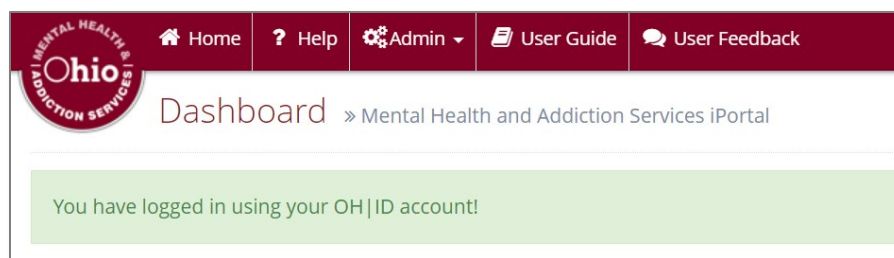 MENTAL HEALTH &
Ohio
ADDICTION SERVICES
Home ? Help Admin User Guide User Feedback
Dashboard » Mental Health and Addiction Services iPortal
You have logged in using your OH|ID account!